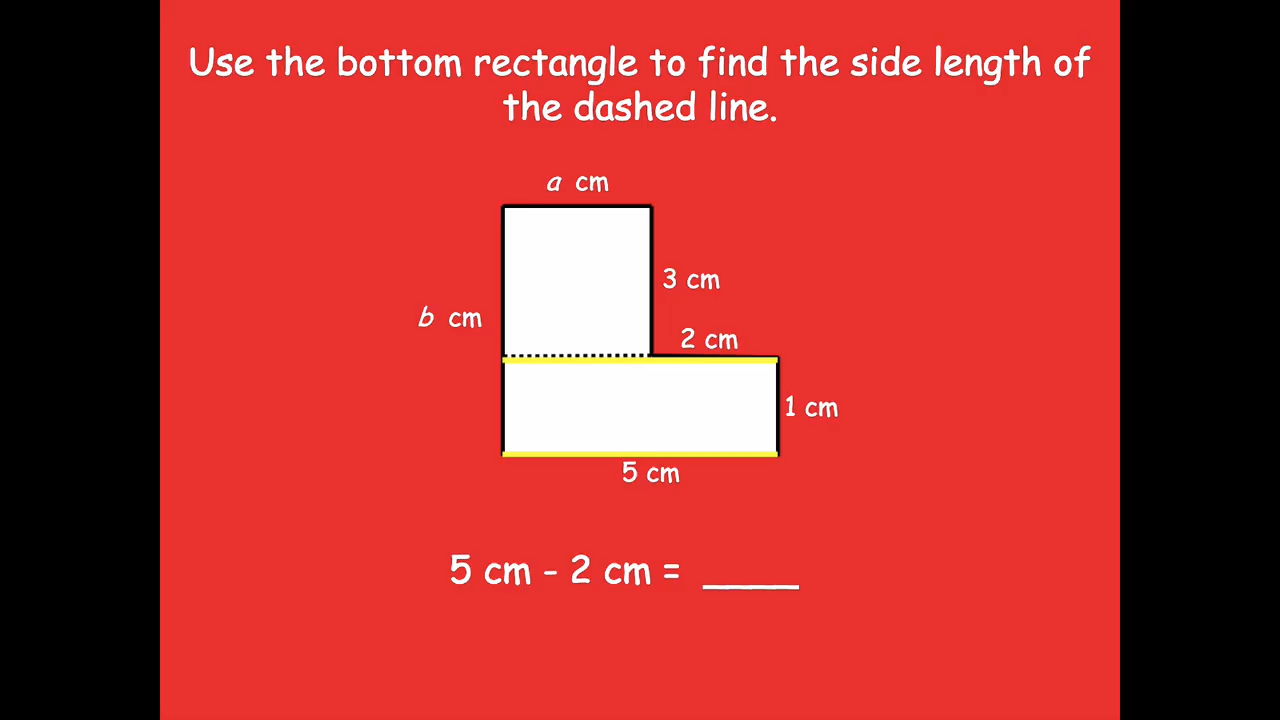 Use the bottom rectangle to find the side length of
the dashed line.
a cm
3 cm
b cm
2 cm
1 cm
5 cm
5 cm - 2 cm = ____